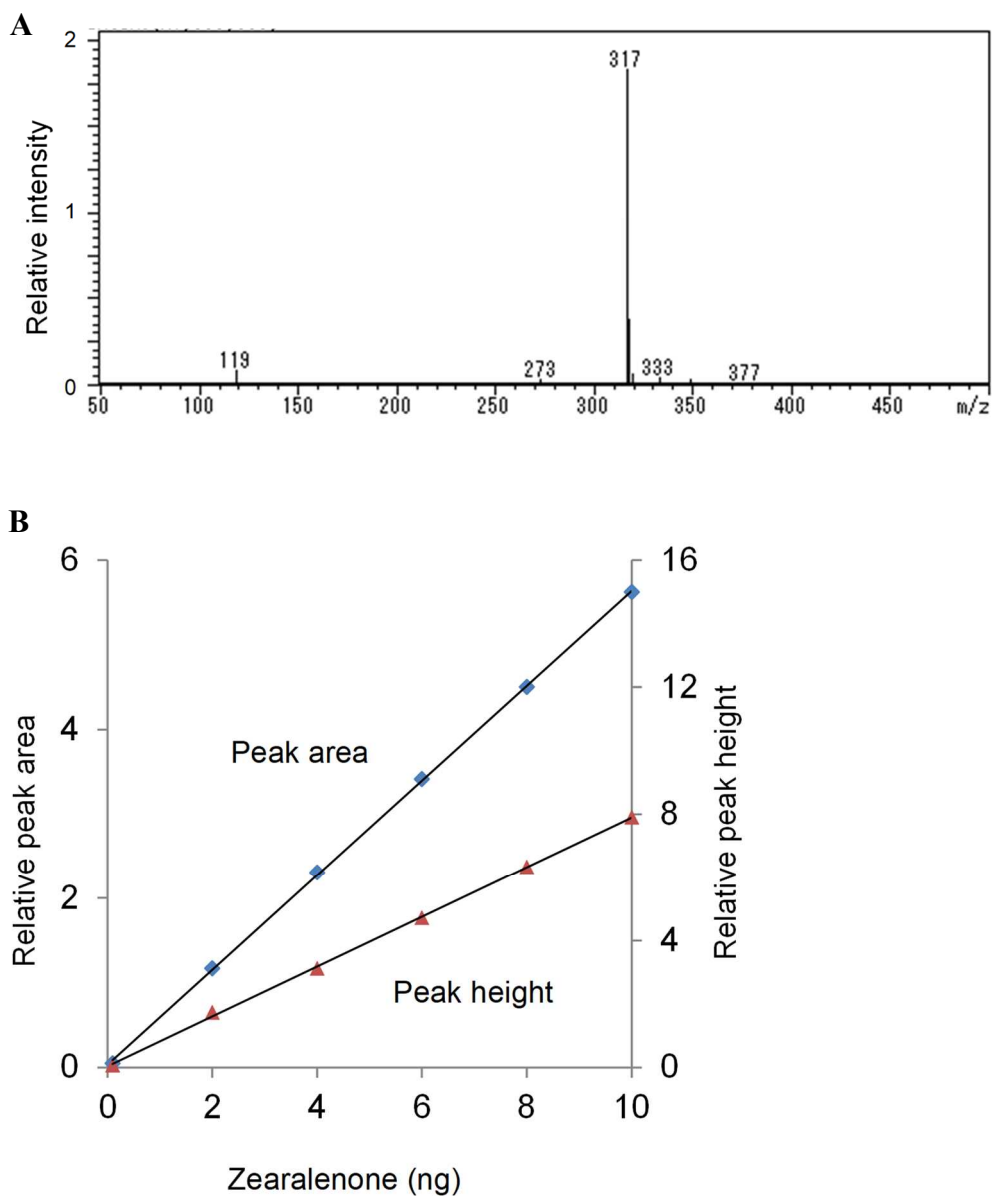 A
2
317
Relative intensity
1
119
273
333
377
0
50 100 150 200 250 300 350 400 450 m/z
B
6 16
12
4
Peak area
Relative peak area
Relative peak height
8
2
4
Peak height
0 0
0 2 4 6 8 10
Zearalenone (ng)